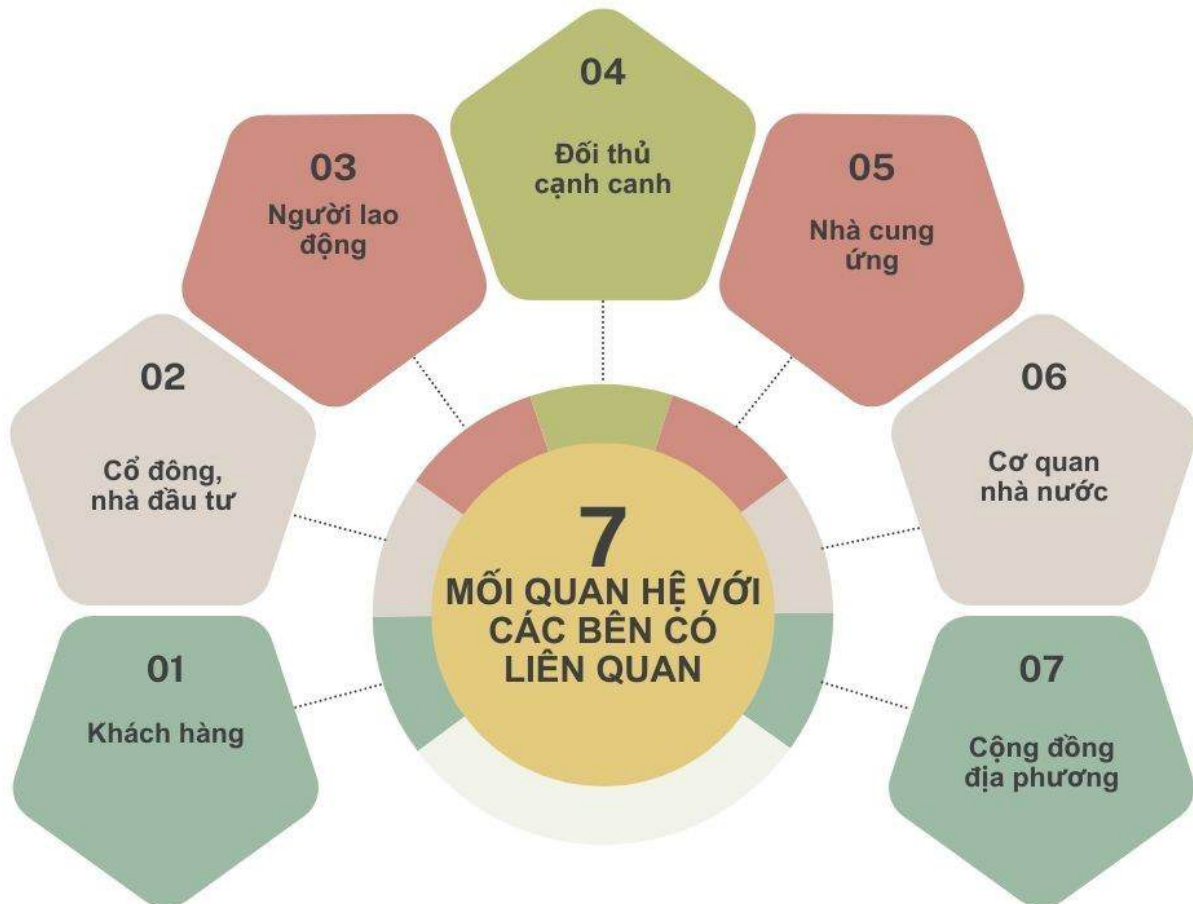 04
Đối thủ
cạnh canh
03
Người lao
động
05
Nhà cung
ứng
02
Cổ đông,
nhà đầu tư
06
Cơ quan
nhà nước
7
MỐI QUAN HỆ VỚI
CÁC BÊN CÓ
LIÊN QUAN
01
Khách hàng
07
Cộng đồng
địa phương